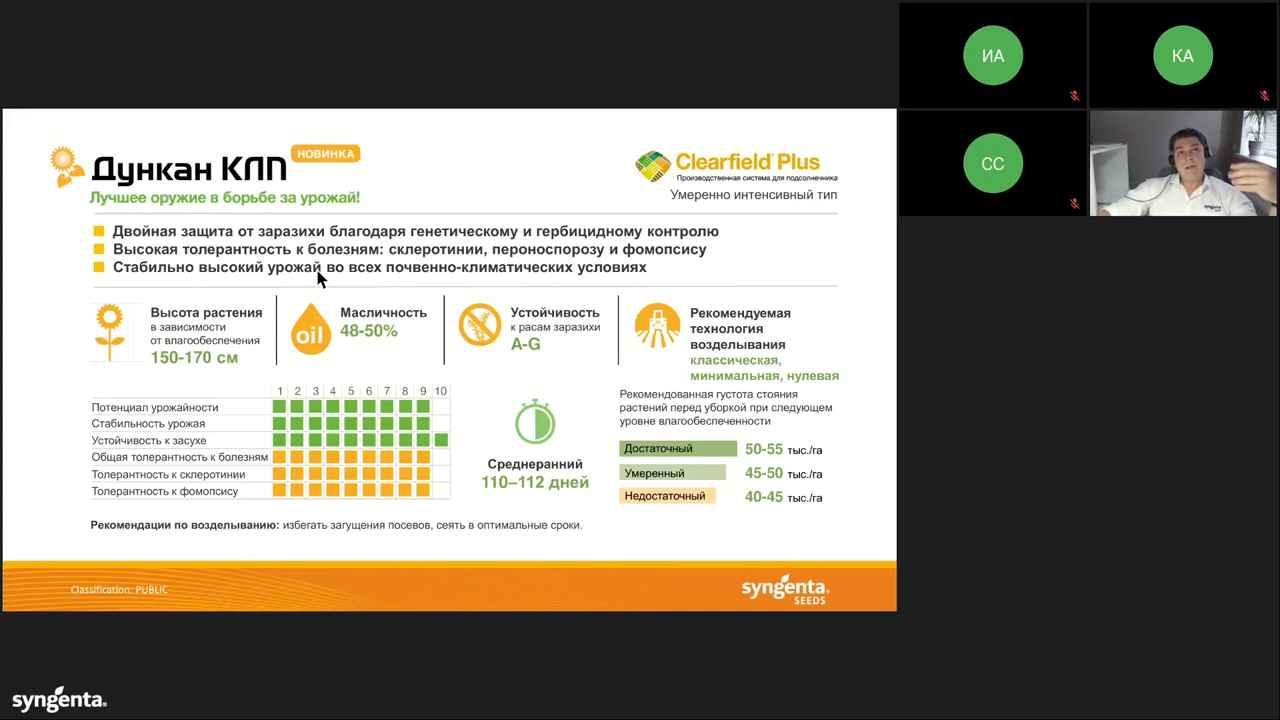 ИА
КА
СС
syngenta
Дункан КЛП
НОВИНКА
Лучшее оружие в борьбе за урожай!
Clearfield® Plus
Производственная система для подсолнечника
Умеренно интенсивный тип
Двойная защита от заразихи благодаря генетическому и гербицидному контролю
Высокая толерантность к болезням: склеротинии, пероноспорозу и фомопсису
Стабильно высокий урожай во всех почвенно-климатических условиях
Высота растения
в зависимости
от влагообеспечения
150-170 см
oil
Масличность
48-50%
Устойчивость
к расам заразихи
A-G
Рекомендуемая
технология
возделывания
классическая,
минимальная, нулевая
1 2 3 4 5 6 7 8 9 10
Потенциал урожайности
Стабильность урожая
Устойчивость к засухе
Общая толерантность к болезням
Толерантность к склеротинии
Толерантность к фомопсису
Среднеранний
110–112 дней
Рекомендованная густота стояния
растений перед уборкой при следующем
уровне влагообеспеченности
Достаточный 50-55 тыс./га
Умеренный 45-50 тыс./га
Недостаточный 40-45 тыс./га
Рекомендации по возделыванию: избегать загущения посевов, сеять в оптимальные сроки.
Classification: PUBLIC
syngenta®
SEEDS
syngenta®